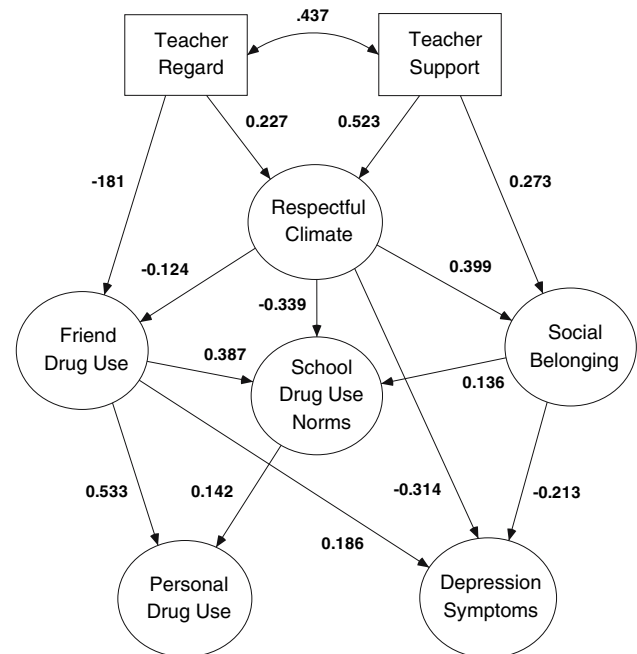 .437
Teacher
Regard
Teacher
Support
0.227
0.523
-181
0.273
Respectful
Climate
-0.124
0.399
-0.339
Friend
Drug Use
0.387
School
Drug Use
Norms
Social
Belonging
0.136
0.533
0.142
-0.314
-0.213
0.186
Personal
Drug Use
Depression
Symptoms